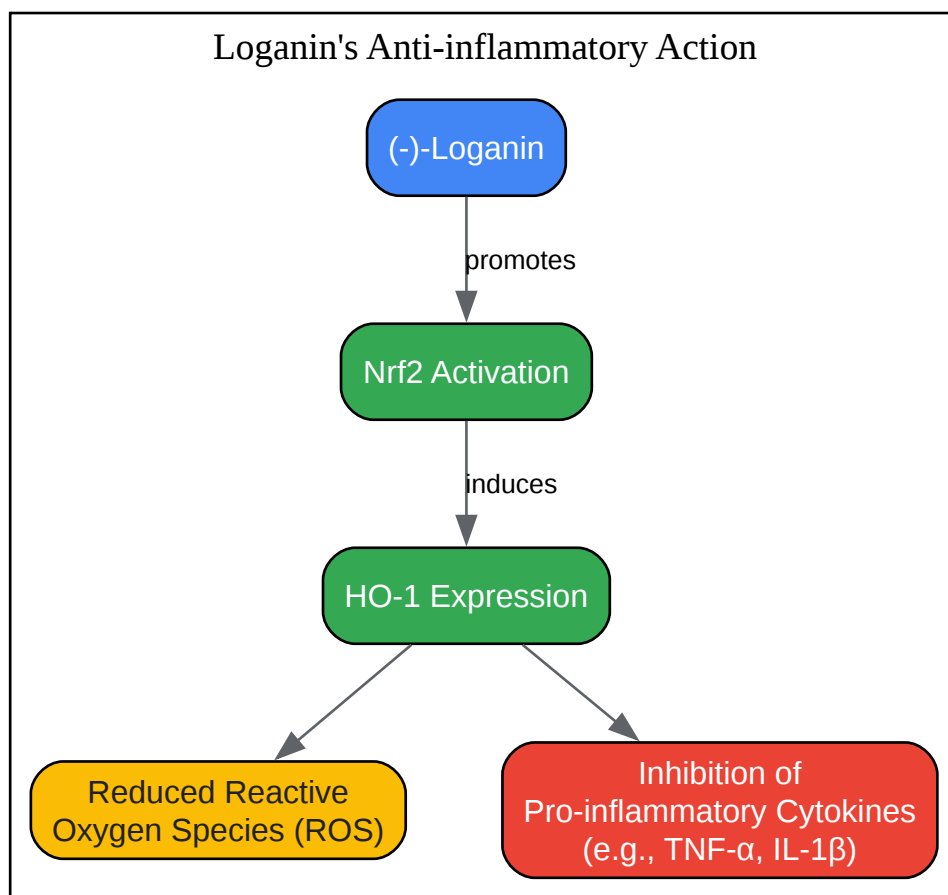 Loganin's Anti-inflammatory Action
(-)-Loganin
promotes
Nrf2 Activation
induces
HO-1 Expression
Reduced Reactive
Oxygen Species (ROS)
Inhibition of
Pro-inflammatory Cytokines
(e.g., TNF-α, IL-1β)